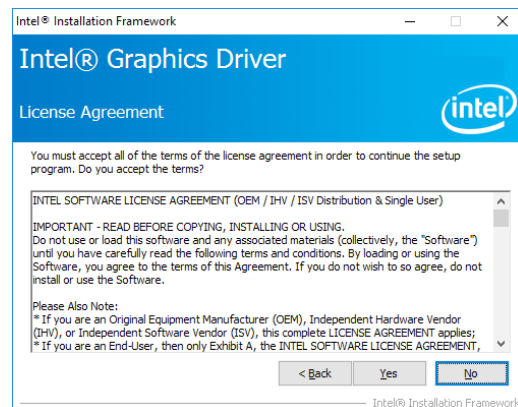 Intel® Installation Framework
Intel® Graphics Driver
License Agreement
intel
You must accept all of the terms of the license agreement in order to continue the setup
program. Do you accept the terms?
INTEL SOFTWARE LICENSE AGREEMENT (OEM / IHV / ISV Distribution & Single User)
IMPORTANT - READ BEFORE COPYING, INSTALLING OR USING.
Do not use or load this software and any associated materials (collectively, the "Software")
until you have carefully read the following terms and conditions. By loading or using the
Software, you agree to the terms of this Agreement. If you do not wish to so agree, do not
install or use the Software.
Please Also Note:
* If you are an Original Equipment Manufacturer (OEM), Independent Hardware Vendor
(IHV), or Independent Software Vendor (ISV), this complete LICENSE AGREEMENT applies;
* If you are an End-User, then only Exhibit A, the INTEL SOFTWARE LICENSE AGREEMENT,
< Back Yes No
Intel® Installation Framework